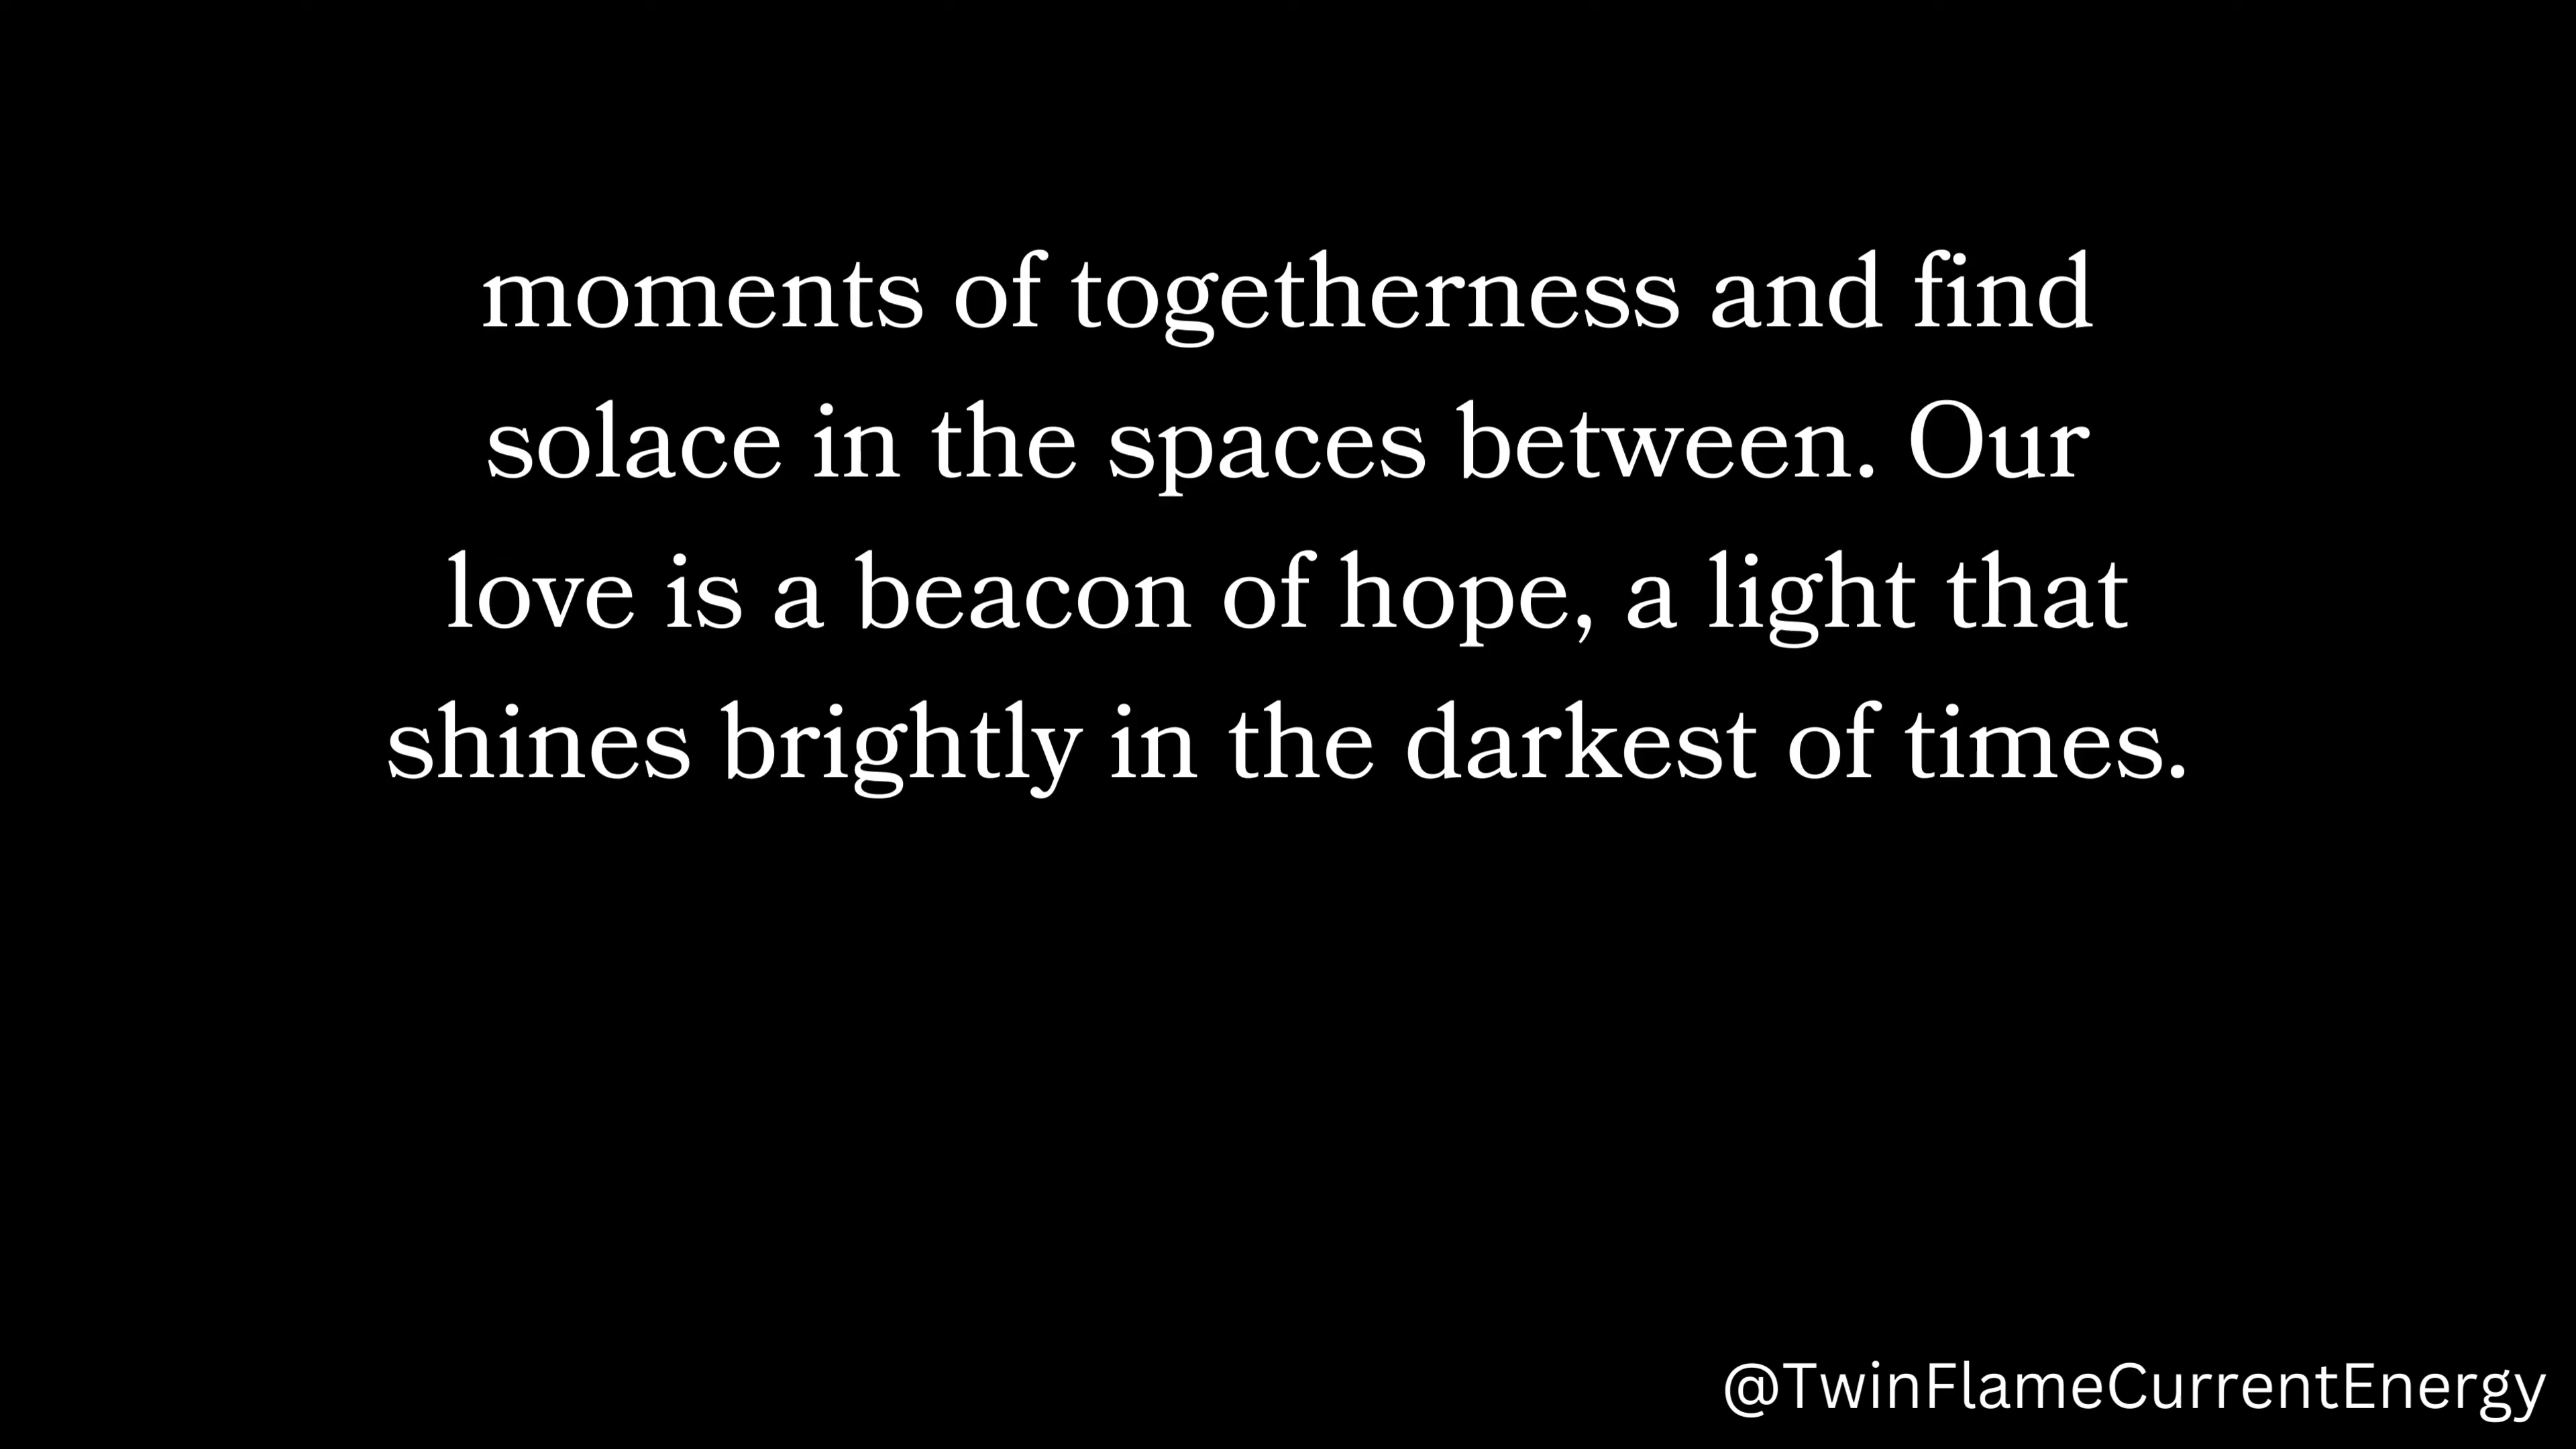 moments of togetherness and find
solace in the spaces between. Our
love is a beacon of hope, a light that
shines brightly in the darkest of times.
@TwinFlameCurrentEnergy